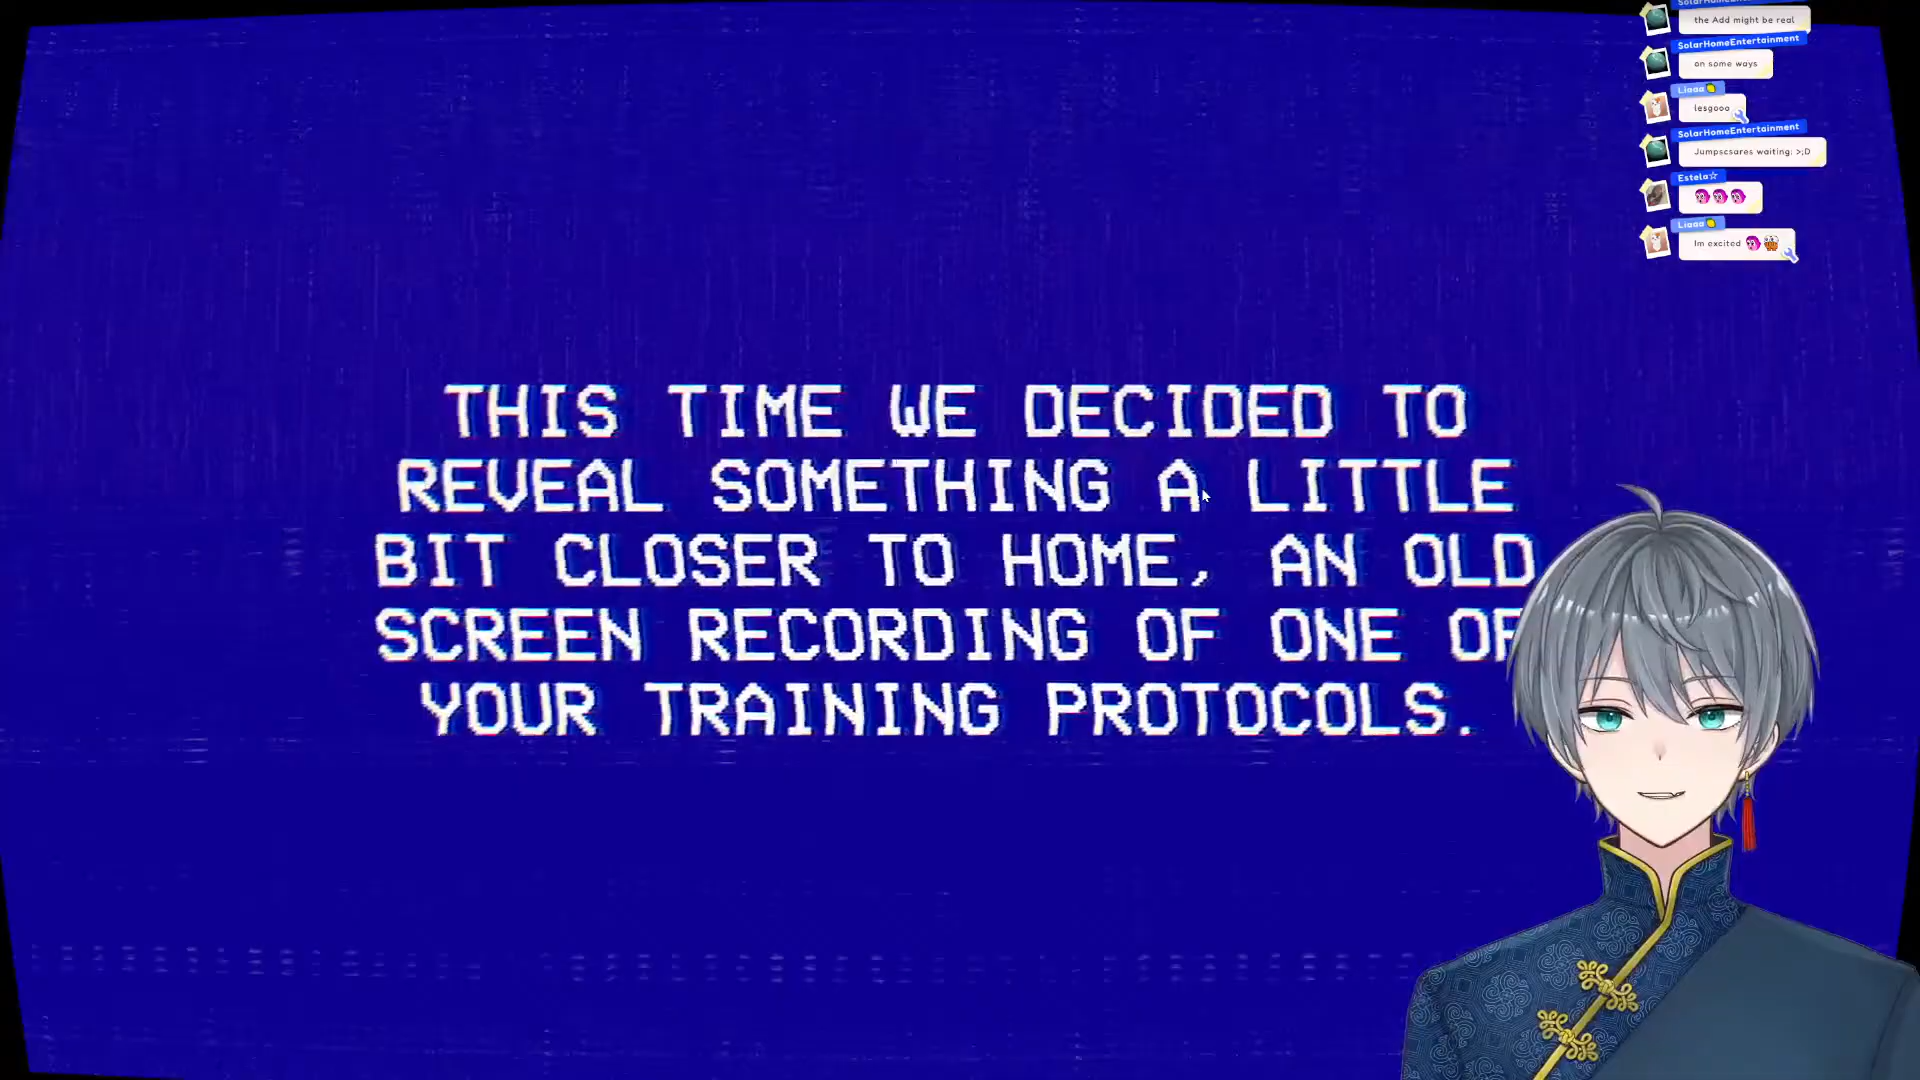 SolarHomeEntertainment
the Add might be real
SolarHomeEntertainment
on some ways
Liaaa
lesgooo
SolarHomeEntertainment
Jumpscsares waiting: >;D
Estela☆
Liaaa
Im excited
THIS TIME WE DECIDED TO
REVEAL SOMETHING A LITTLE
BIT CLOSER TO HOME, AN OLD
SCREEN RECORDING OF ONE OF
YOUR TRAINING PROTOCOLS.